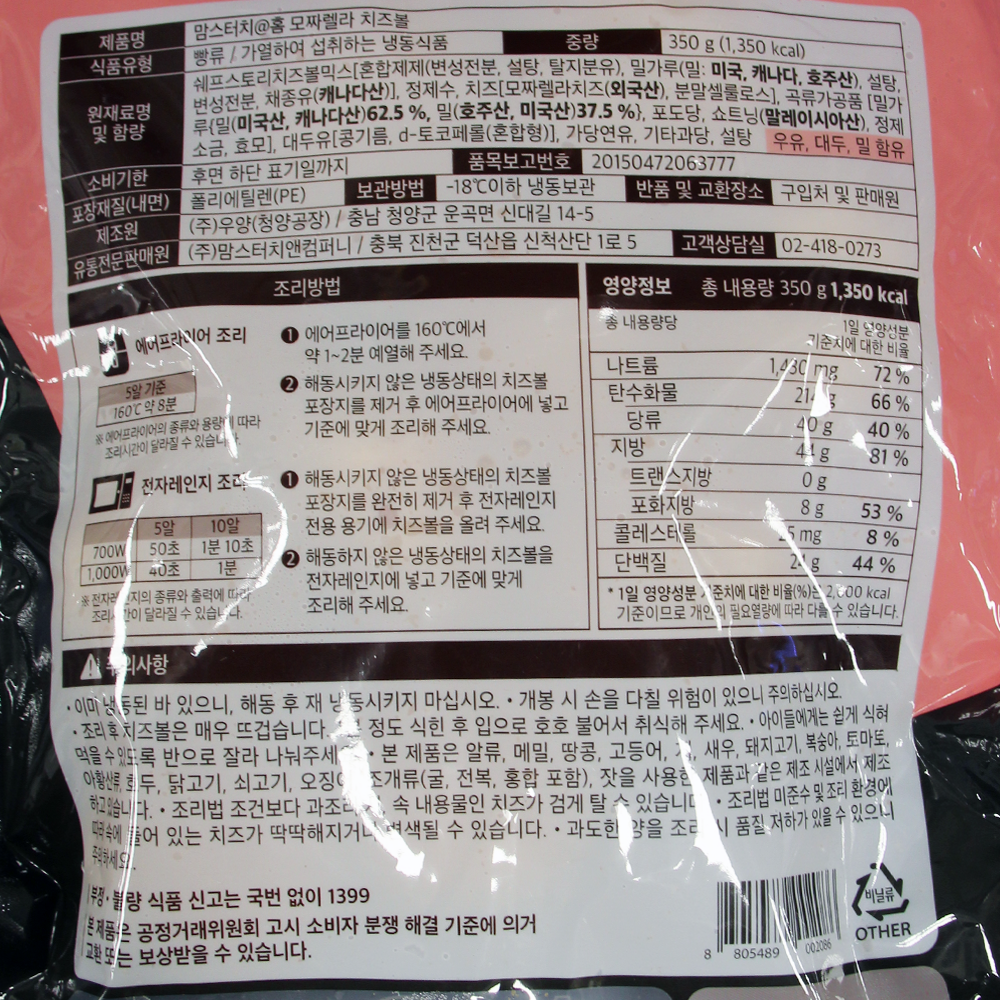 제품명 맘스터치@홈 모짜렐라 치즈볼
식품유형 빵류 / 가열하여 섭취하는 냉동식품 중량 350 g (1,350 kcal)
원재료명 및 함량 쉐프스토리치즈볼믹스[혼합제제(변성전분, 설탕, 탈지분유), 밀가루(밀: 미국, 캐나다, 호주산), 설탕,
변성전분, 채종유(캐나다산)], 정제수, 치즈[모짜렐라치즈(외국산), 분말셀룰로스], 곡류가공품 [밀가
루{밀(미국산, 캐나다산)62.5 %, 밀(호주산, 미국산)37.5 %}, 포도당, 쇼트닝(말레이시아산), 정제
소금, 효모], 대두유[콩기름, d-토코페롤(혼합형)], 가당연유, 기타과당, 설탕 우유, 대두, 밀 함유
소비기한 후면 하단 표기일까지 품목보고번호 20150472063777
포장재질(내면) 폴리에틸렌(PE) 보관방법 -18℃이하 냉동보관 반품 및 교환장소 구입처 및 판매원
제조원 (주)우양(청양공장) / 충남 청양군 운곡면 신대길 14-5
유통전문판매원 (주)맘스터치앤컴퍼니 / 충북 진천군 덕산읍 신척산단 1로 5 고객상담실 02-418-0273
조리방법
에어프라이어 조리
5알 기준
160℃ 약 8분
※ 에어프라이어의 종류와 용량에 따라
조리시간이 달라질 수 있습니다.
❶ 에어프라이어를 160℃에서
약 1~2분 예열해 주세요.
❷ 해동시키지 않은 냉동상태의 치즈볼
포장지를 제거 후 에어프라이어에 넣고
기준에 맞게 조리해 주세요.
전자레인지 조리
5알 10알
700W 50초 1분 10초
1,000W 40초 1분
※ 전자레인지의 종류와 출력에 따라
조리시간이 달라질 수 있습니다.
❶ 해동시키지 않은 냉동상태의 치즈볼
포장지를 완전히 제거 후 전자레인지
전용 용기에 치즈볼을 올려 주세요.
❷ 해동하지 않은 냉동상태의 치즈볼을
전자레인지에 넣고 기준에 맞게
조리해 주세요.
영양정보 총 내용량 350 g 1,350 kcal
총 내용량당 1일 영양성분
기준치에 대한 비율
나트륨 1,430 mg 72 %
탄수화물 214 g 66 %
당류 40 g 40 %
지방 44 g 81 %
트랜스지방 0 g
포화지방 8 g 53 %
콜레스테롤 mg 8 %
단백질 24 g 44 %
* 1일 영양성분 기준치에 대한 비율(%)은 2,000 kcal
기준이므로 개인의 필요열량에 따라 다를 수 있습니다.
주의사항
• 이미 냉동된 바 있으니, 해동 후 재 냉동시키지 마십시오. • 개봉 시 손을 다칠 위험이 있으니 주의하십시오.
• 조리 후 치즈볼은 매우 뜨겁습니다. 정도 식힌 후 입으로 호호 불어서 취식해 주세요. • 아이들에게는 쉽게 식혀
먹을 수 있도록 반으로 잘라 나눠주세요. • 본 제품은 알류, 메밀, 땅콩, 고등어, 게, 새우, 돼지고기, 복숭아, 토마토,
아황산류, 호두, 닭고기, 쇠고기, 오징어, 조개류(굴, 전복, 홍합 포함), 잣을 사용한 제품과 같은 제조 시설에서 제조
하고 있습니다. • 조리법 조건보다 과조리 시, 속 내용물인 치즈가 검게 탈 수 있습니다. • 조리법 미준수 및 조리 환경에
따라 속에 들어 있는 치즈가 딱딱해지거나 변색될 수 있습니다. • 과도한 양을 조리 시 품질 저하가 있을 수 있으니
주의하세요.
부정・불량 식품 신고는 국번 없이 1399
본 제품은 공정거래위원회 고시 소비자 분쟁 해결 기준에 의거
교환 또는 보상받을 수 있습니다.
8 805489 002086
비닐류
OTHER